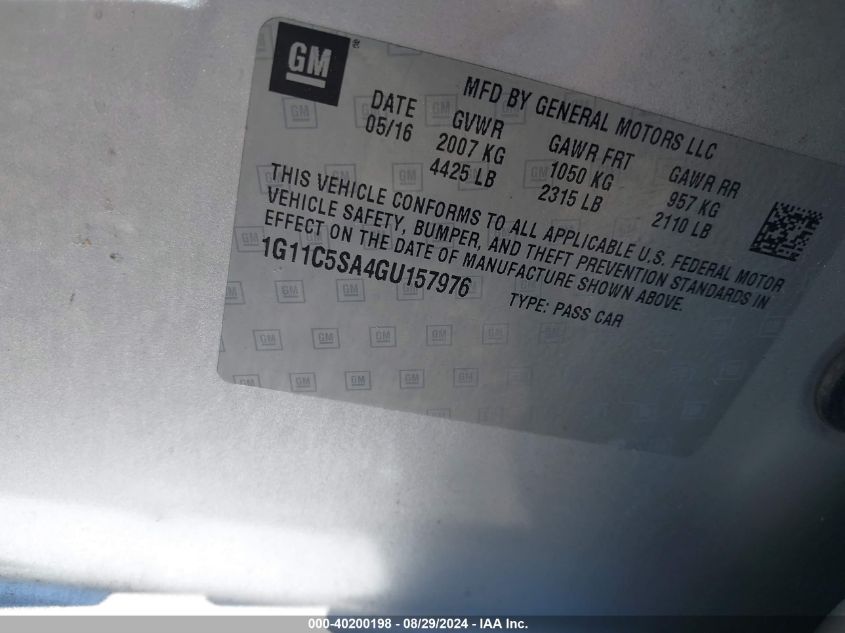 GM ®
MFD BY GENERAL MOTORS LLC
DATE GVWR GAWR FRT GAWR RR
05/16 2007 KG 1050 KG 957 KG
4425 LB 2315 LB 2110 LB
THIS VEHICLE CONFORMS TO ALL APPLICABLE U.S. FEDERAL MOTOR
VEHICLE SAFETY, BUMPER, AND THEFT PREVENTION STANDARDS IN
EFFECT ON THE DATE OF MANUFACTURE SHOWN ABOVE.
1G11C5SA4GU157976 TYPE: PASS CAR
000-40200198 - 08/29/2024 - IAA Inc.